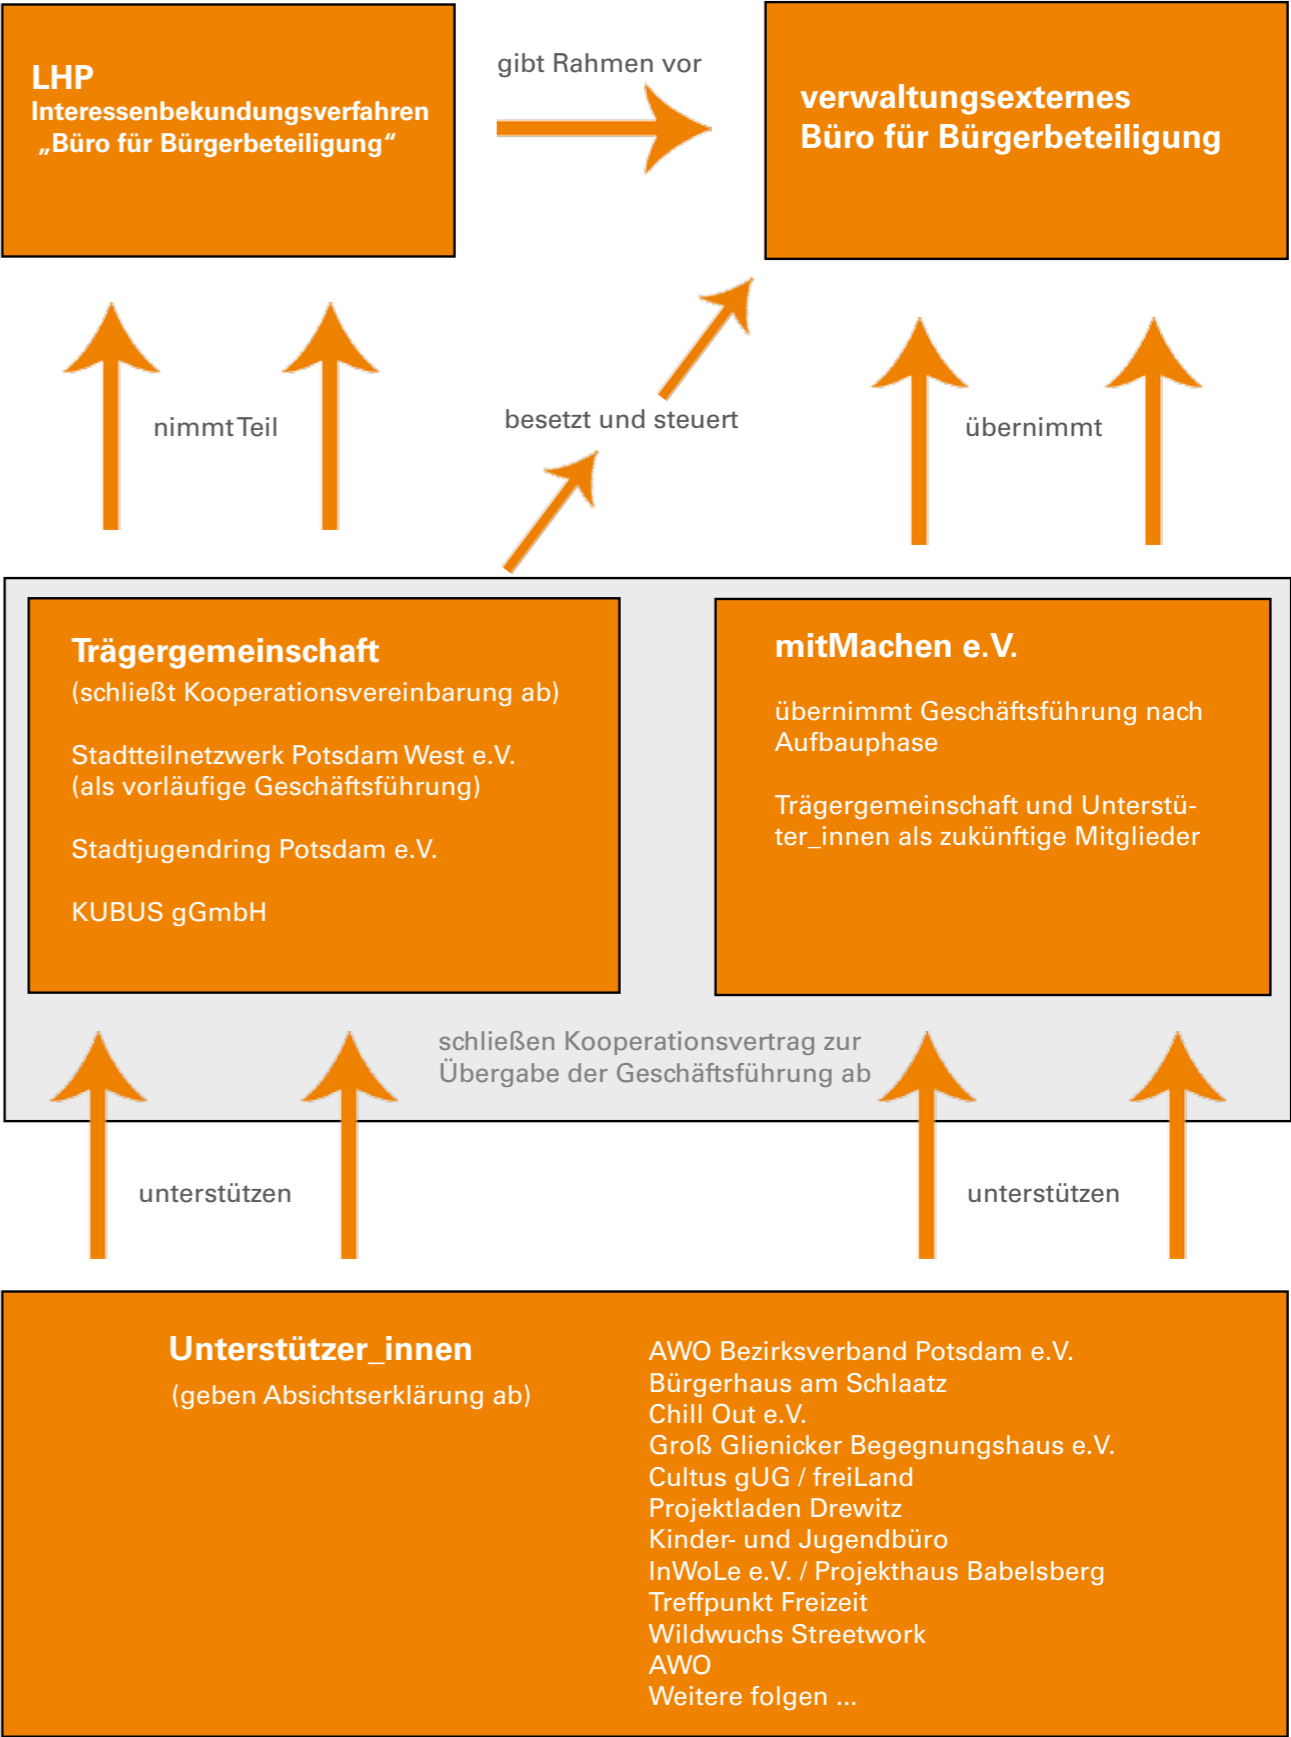 LHP
Interessenbekundungsverfahren
„Büro für Bürgerbeteiligung“
gibt Rahmen vor
verwaltungsexternes
Büro für Bürgerbeteiligung
nimmt Teil
besetzt und steuert
übernimmt
Trägergemeinschaft
(schließt Kooperationsvereinbarung ab)
Stadtteilnetzwerk Potsdam West e.V.
(als vorläufige Geschäftsführung)
Stadtjugendring Potsdam e.V.
KUBUS gGmbH
mitMachen e.V.
übernimmt Geschäftsführung nach
Aufbauphase
Trägergemeinschaft und Unterstü-
ter_innen als zukünftige Mitglieder
schließen Kooperationsvertrag zur
Übergabe der Geschäftsführung ab
unterstützen
unterstützen
Unterstützer_innen
(geben Absichtserklärung ab)
AWO Bezirksverband Potsdam e.V.
Bürgerhaus am Schlaatz
Chill Out e.V.
Groß Glienicker Begegnungshaus e.V.
Cultus gUG / freiLand
Projektladen Drewitz
Kinder- und Jugendbüro
InWoLe e.V. / Projekthaus Babelsberg
Treffpunkt Freizeit
Wildwuchs Streetwork
AWO
Weitere folgen ...